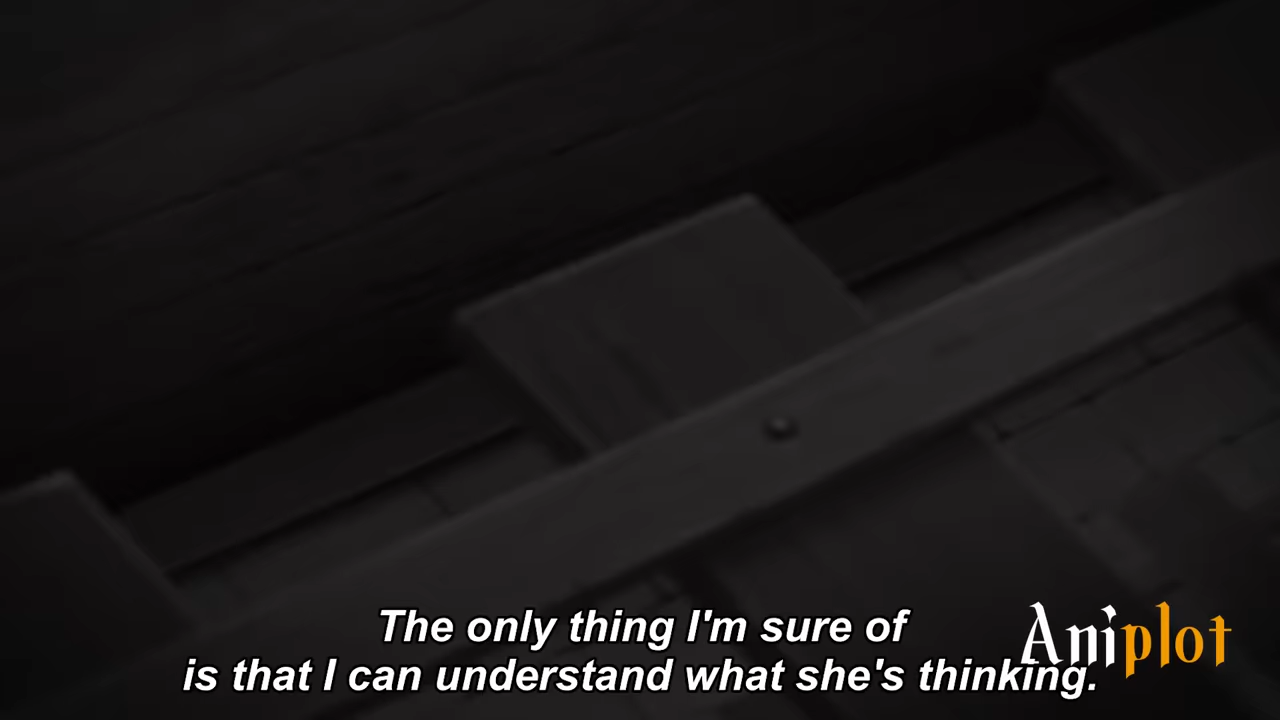 The only thing I'm sure of
is that I can understand what she's thinking.
Aniplot